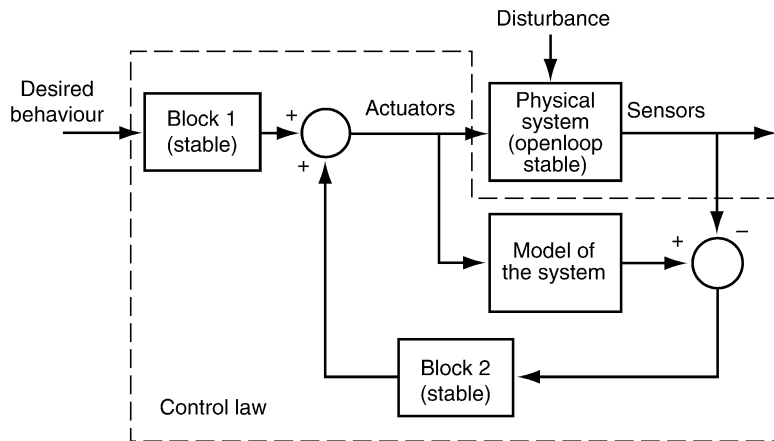 Disturbance
Desired
behaviour
Block 1
(stable)
+
+
Actuators
Physical
system
(openloop
stable)
Sensors
Model of
the system
+
−
Block 2
(stable)
Control law